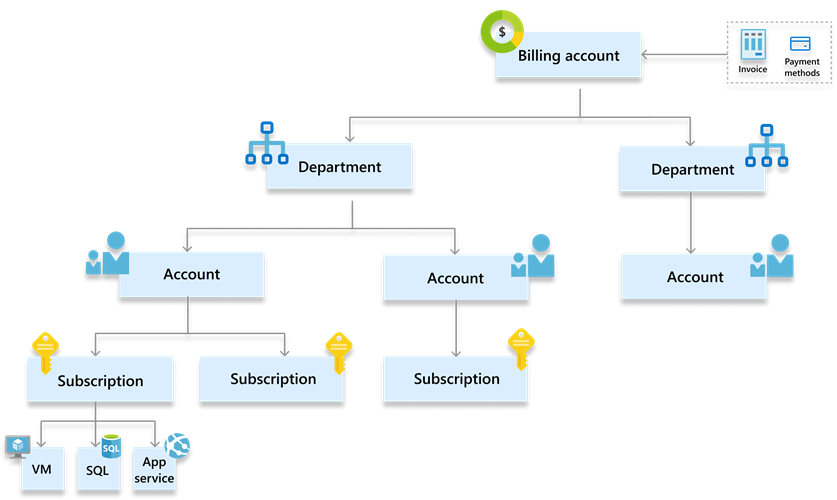 $
Billing account
Invoice
Payment
methods
Department
Department
Account
Account
Account
Subscription
Subscription
Subscription
VM
SQL
SQL
App
service